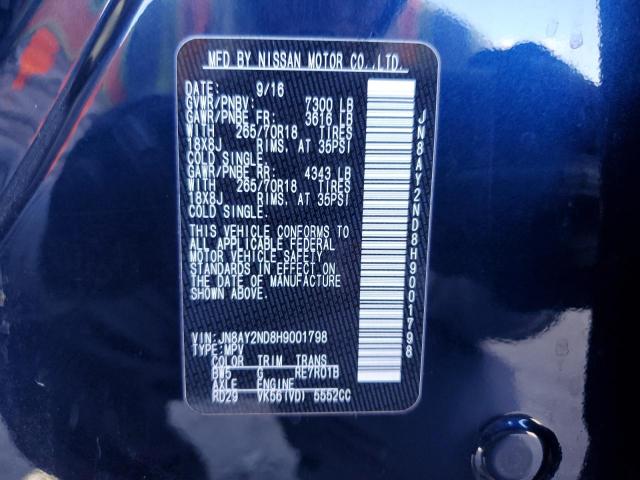 MFD BY NISSAN MOTOR CO.,LTD.
DATE: 9/16
GVWR/PNBV: 7300 LB
GAWR/PNBE FR: 3616 LB
WITH 265/70R18 TIRES
18X8J RIMS. AT 35PSI
COLD SINGLE.
GAWR/PNBE RR: 4343 LB
WITH 265/70R18 TIRES
18X8J RIMS. AT 35PSI
COLD SINGLE.
THIS VEHICLE CONFORMS TO
ALL APPLICABLE FEDERAL
MOTOR VEHICLE SAFETY
STANDARDS IN EFFECT ON
THE DATE OF MANUFACTURE
SHOWN ABOVE.
VIN:JN8AY2ND8H9001798
TYPE:MPV
COLOR TRIM TRANS
BW5 G RE7R01B
AXLE ENGINE
RD29 VK56(VD) 5552CC
JN8AY2ND8H9001798